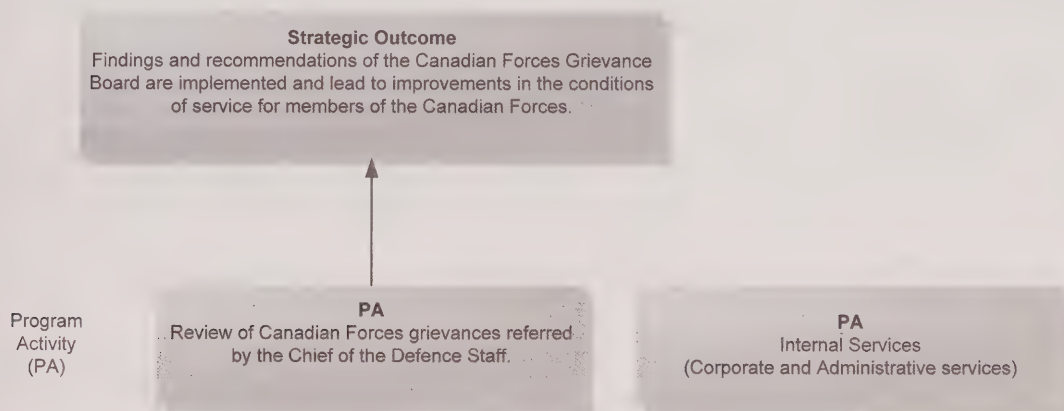 Strategic Outcome
Findings and recommendations of the Canadian Forces Grievance
Board are implemented and lead to improvements in the conditions
of service for members of the Canadian Forces.
Program
Activity
(PA)
PA
Review of Canadian Forces grievances referred
by the Chief of the Defence Staff.
PA
Internal Services
(Corporate and Administrative services)